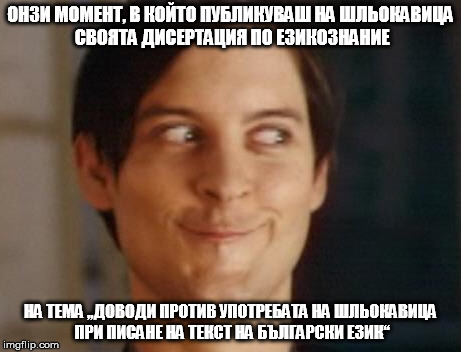 ОНЗИ МОМЕНТ, В КОЙТО ПУБЛИКУВАШ НА ШЛЬОКАВИЦА
СВОЯТА ДИСЕРТАЦИЯ ПО ЕЗИКОЗНАНИЕ
НА ТЕМА „ДОВОДИ ПРОТИВ УПОТРЕБАТА НА ШЛЬОКАВИЦА
ПРИ ПИСАНЕ НА ТЕКСТ НА БЪЛГАРСКИ ЕЗИК“
imgflip.com